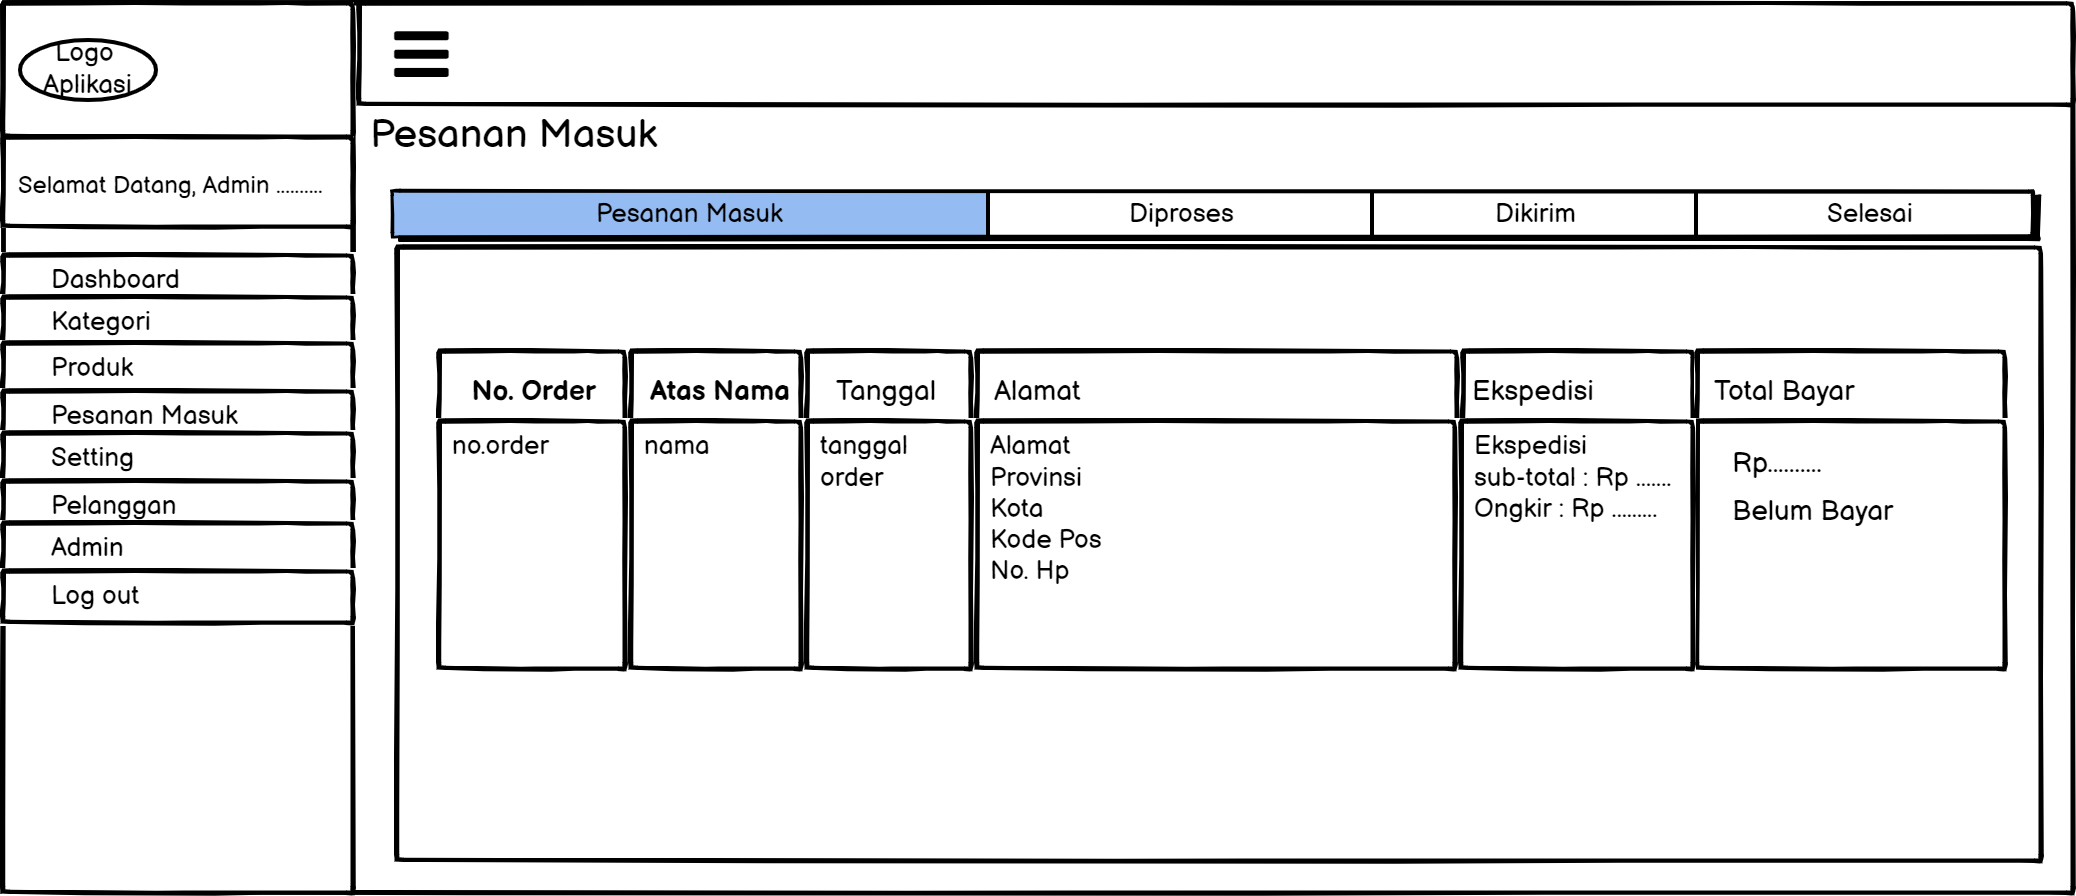 Logo
Aplikasi
Selamat Datang, Admin ..........
Dashboard
Kategori
Produk
Pesanan Masuk
Setting
Pelanggan
Admin
Log out
Pesanan Masuk
Pesanan Masuk Diproses Dikirim Selesai
No. Order Atas Nama Tanggal Alamat Ekspedisi Total Bayar
no.order
nama
tanggal
order
Alamat
Provinsi
Kota
Kode Pos
No. Hp
Ekspedisi
sub-total : Rp .......
Ongkir : Rp .........
Rp..........
Belum Bayar